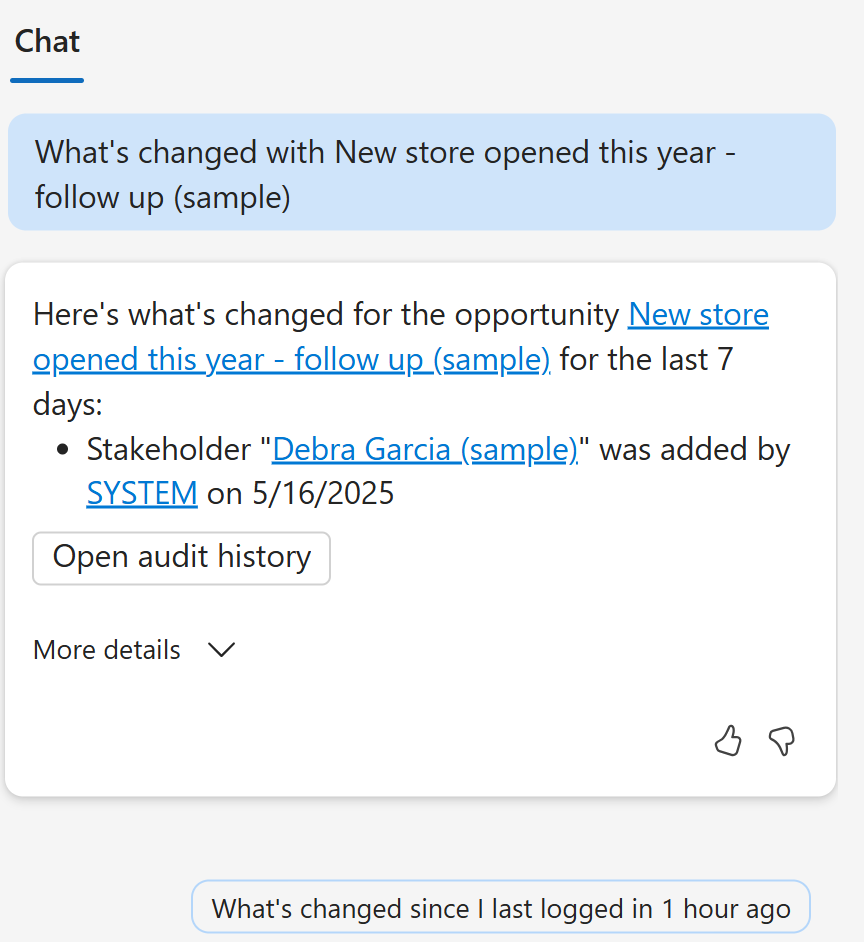 Chat
What's changed with New store opened this year -
follow up (sample)
Here's what's changed for the opportunity New store
opened this year - follow up (sample) for the last 7
days:
• Stakeholder "Debra Garcia (sample)" was added by
SYSTEM on 5/16/2025
Open audit history
More details
What's changed since I last logged in 1 hour ago